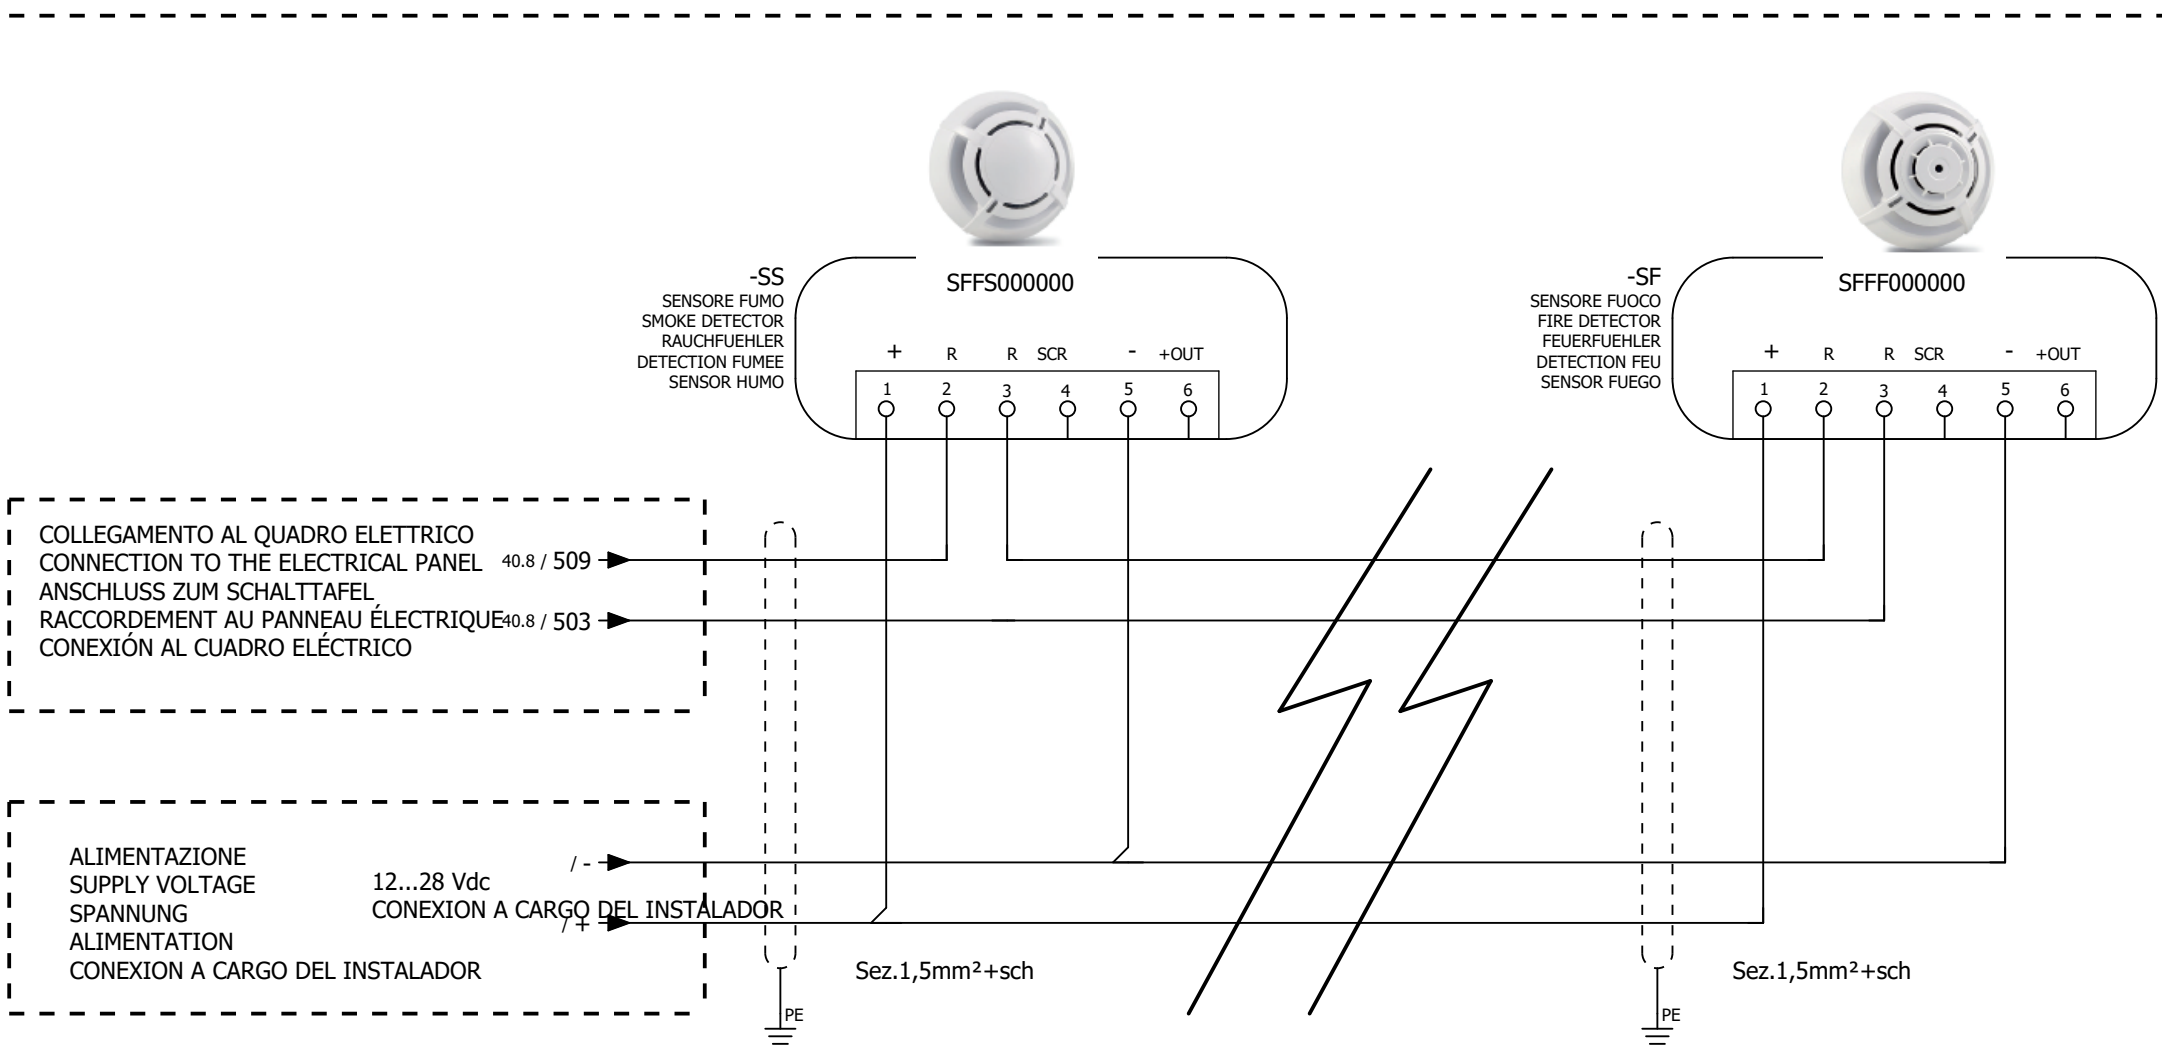 -SS
SENSORE FUMO
SMOKE DETECTOR
RAUCHFUEHLER
DETECTION FUMEE
SENSOR HUMO
SFFS000000
+ R R SCR - +OUT
1 2 3 4 5 6
-SF
SENSORE FUOCO
FIRE DETECTOR
FEUERFUEHLER
DETECTION FEU
SENSOR FUEGO
SFFF000000
+ R R SCR - +OUT
1 2 3 4 5 6
COLLEGAMENTO AL QUADRO ELETTRICO
CONNECTION TO THE ELECTRICAL PANEL 40.8 / 509
ANSCHLUSS ZUM SCHALTTAFEL
RACCORDEMENT AU PANNEAU ÉLECTRIQUE 40.8 / 503
CONEXIÓN AL CUADRO ELÉCTRICO
ALIMENTAZIONE
SUPPLY VOLTAGE
SPANNUNG
ALIMENTATION
CONEXION A CARGO DEL INSTALADOR
12...28 Vdc
CONEXION A CARGO DEL INSTALADOR
/ -
/ +
PE
Sez.1,5mm²+sch
PE
Sez.1,5mm²+sch